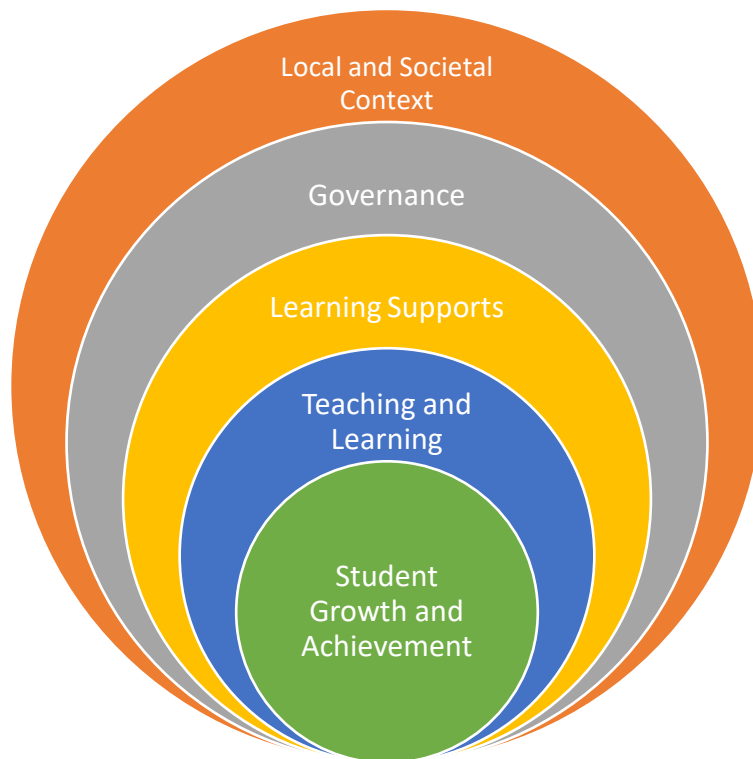 Local and Societal
Context
Governance
Learning Supports
Teaching and
Learning
Student
Growth and
Achievement